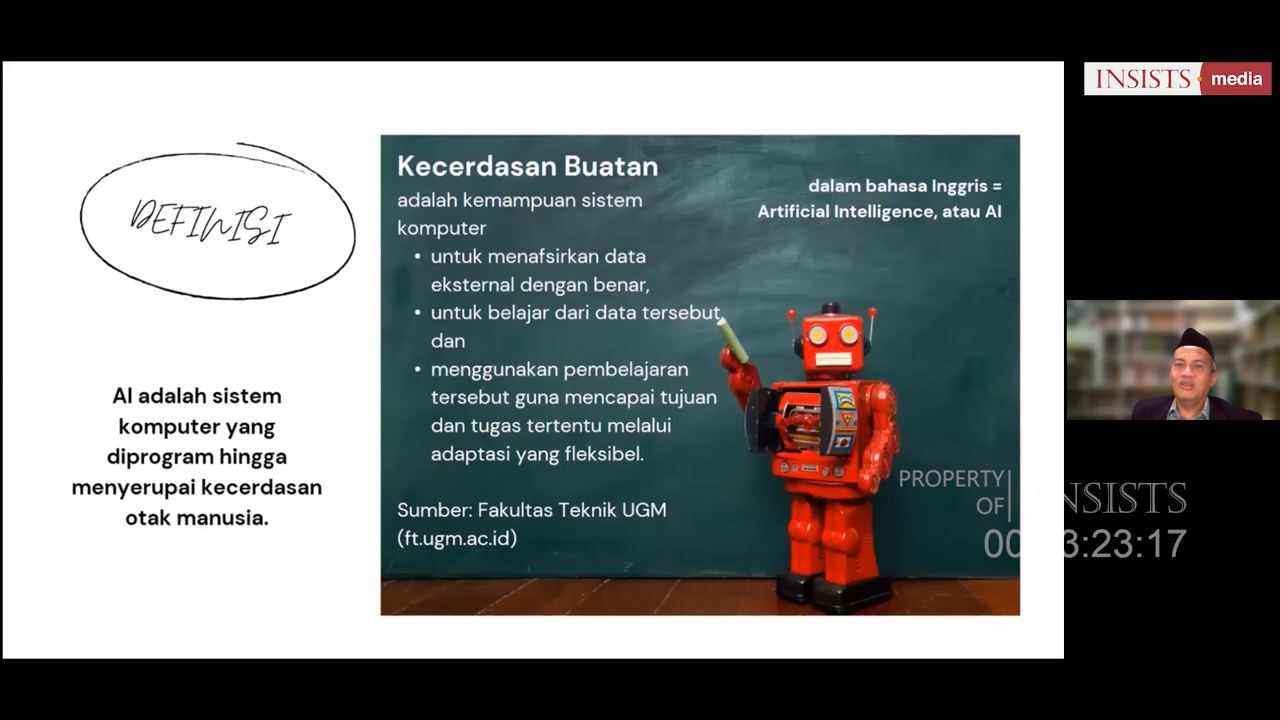 INSISTS media
DEFINISI
AI adalah sistem
komputer yang
diprogram hingga
menyerupai kecerdasan
otak manusia.
Kecerdasan Buatan
adalah kemampuan sistem
komputer
• untuk menafsirkan data
eksternal dengan benar,
• untuk belajar dari data tersebut,
dan
• menggunakan pembelajaran
tersebut guna mencapai tujuan
dan tugas tertentu melalui
adaptasi yang fleksibel.
Sumber: Fakultas Teknik UGM
(ft.ugm.ac.id)
dalam bahasa Inggris =
Artificial Intelligence, atau AI
PROPERTY
OF
INSISTS
3:23:17